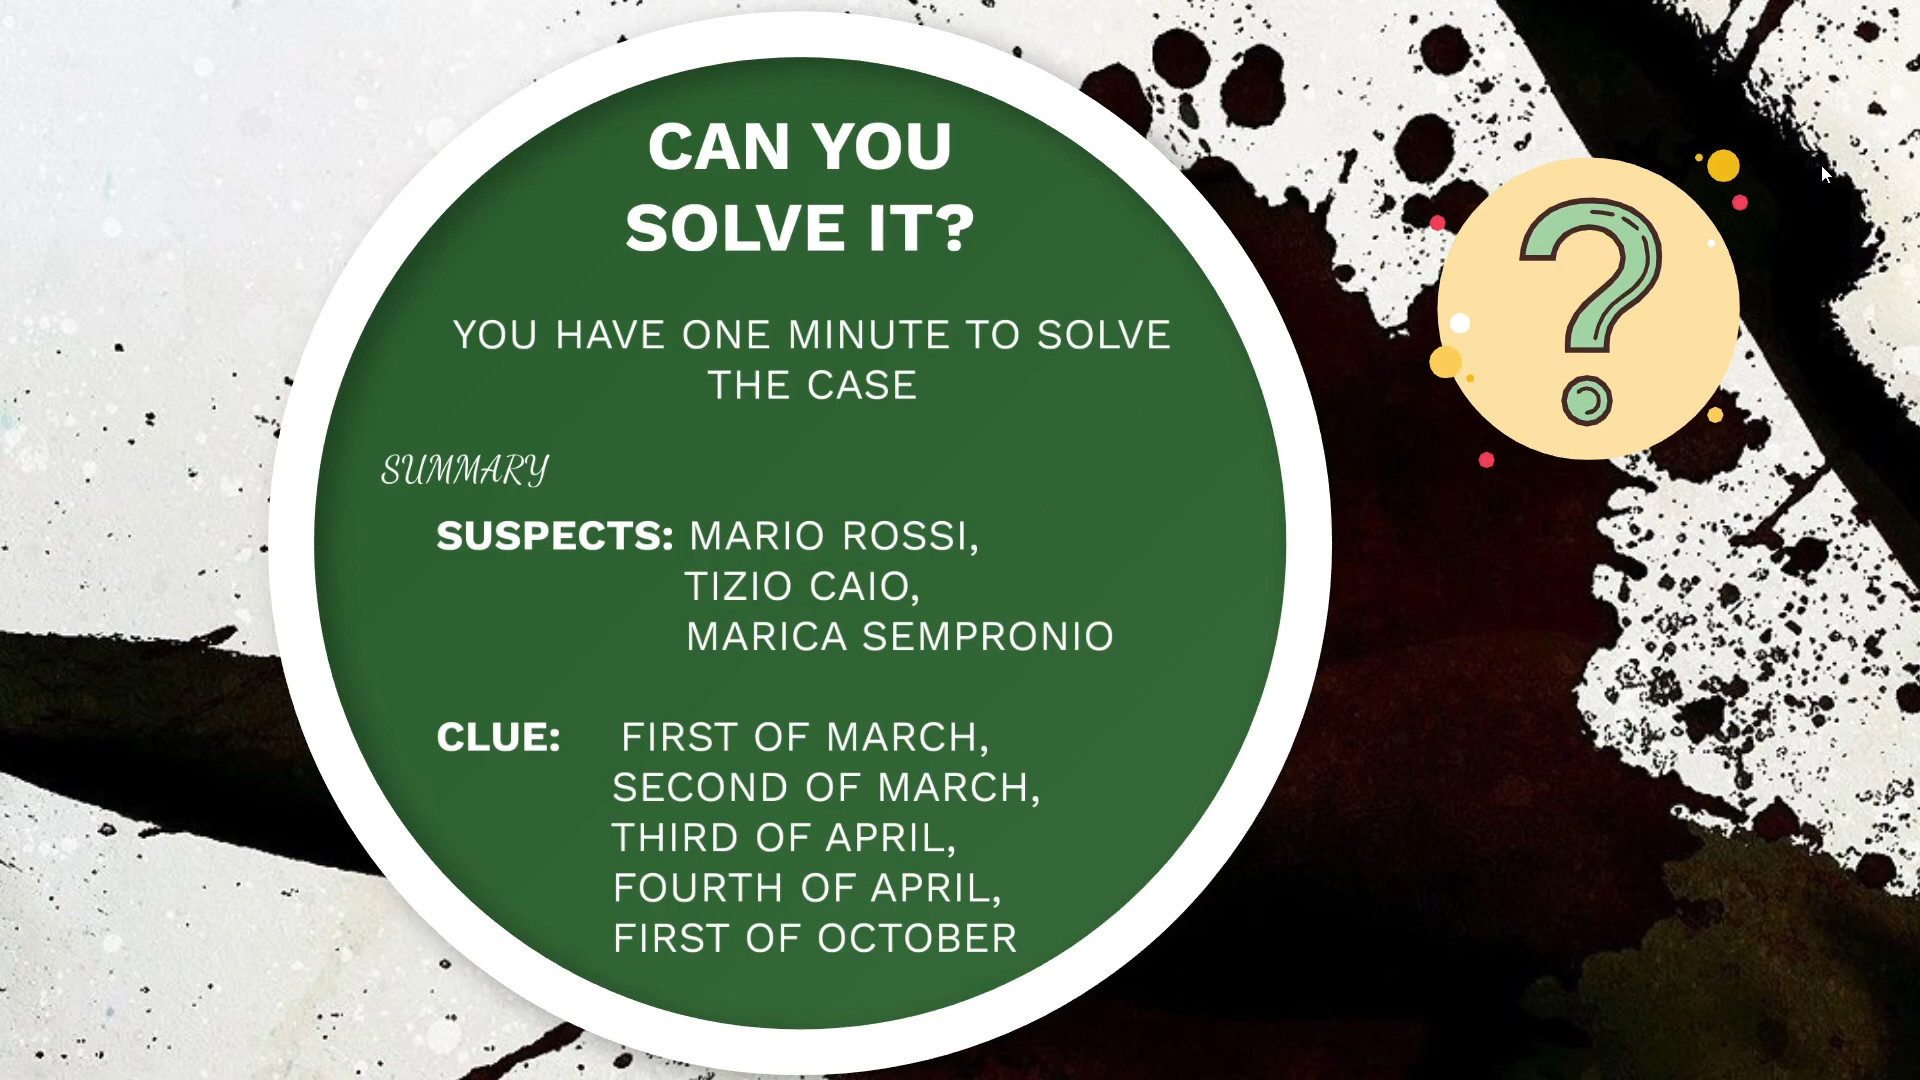 CAN YOU
SOLVE IT?
YOU HAVE ONE MINUTE TO SOLVE
THE CASE
SUMMARY
SUSPECTS: MARIO ROSSI,
TIZIO CAIO,
MARICA SEMPRONIO
CLUE: FIRST OF MARCH,
SECOND OF MARCH,
THIRD OF APRIL,
FOURTH OF APRIL,
FIRST OF OCTOBER
?